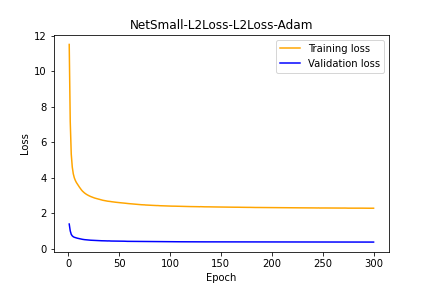 NetSmall-L2Loss-L2Loss-Adam
Training loss
Validation loss
Loss
12
10
8
6
4
2
0
0 50 100 150 200 250 300
Epoch